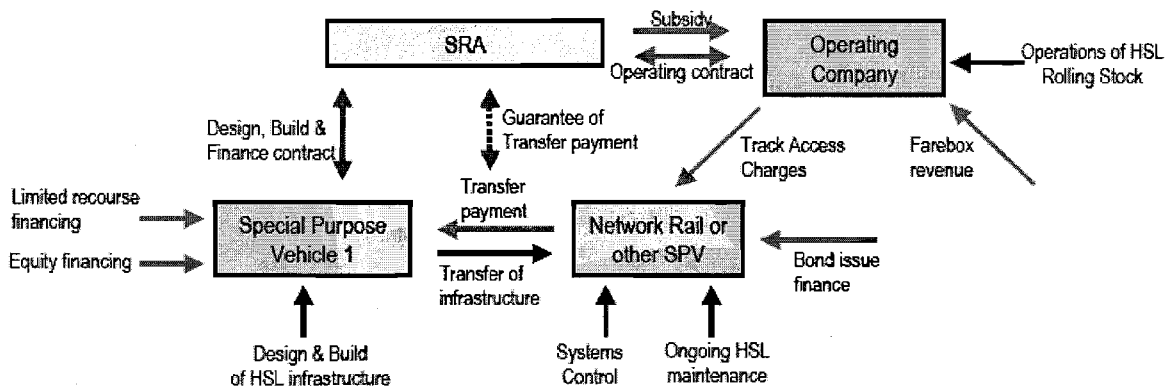 Subsidy
SRA
Operating contract
Operating
Company
Operations of HSL
Rolling Stock
Design, Build &
Finance contract
Guarantee of
Transfer payment
Track Access
Charges
Farebox
revenue
Limited recourse
financing
Equity financing
Special Purpose
Vehicle 1
Transfer
payment
Transfer of
infrastructure
Network Rail or
other SPV
Bond issue
finance
Design & Build
of HSL infrastructure
Systems
Control
Ongoing HSL
maintenance